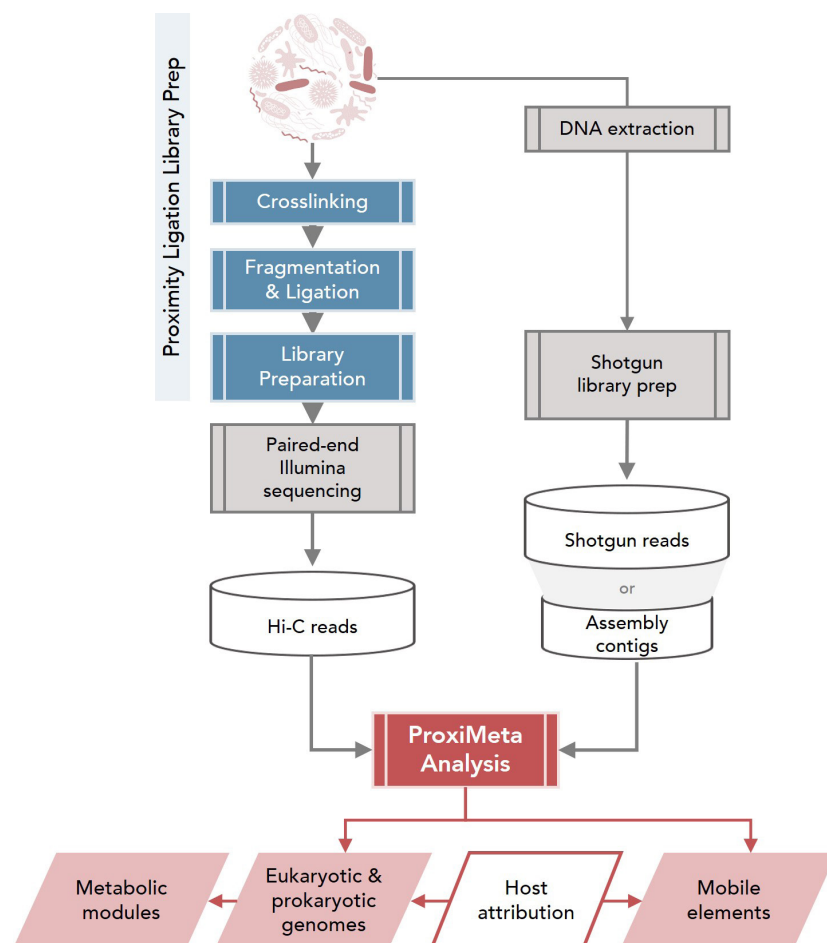 Proximity Ligation Library Prep
DNA extraction
Crosslinking
Fragmentation
& Ligation
Library
Preparation
Shotgun
library prep
Paired-end
Illumina
sequencing
Shotgun reads
or
Assembly
contigs
Hi-C reads
ProxiMeta
Analysis
Metabolic
modules
Eukaryotic &
prokaryotic
genomes
Host
attribution
Mobile
elements